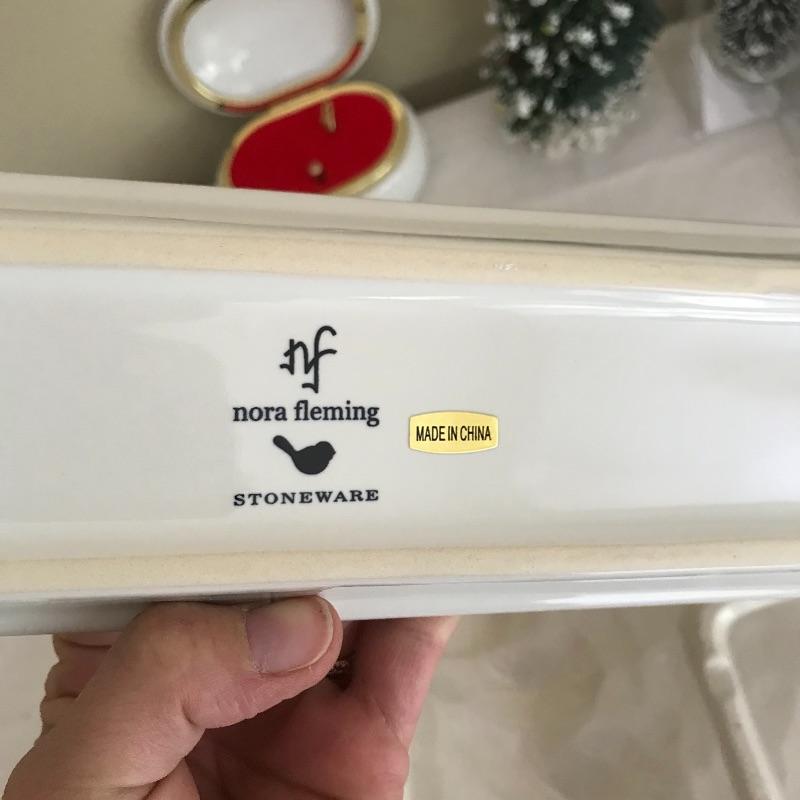 nf
nora fleming
STONEWARE
MADE IN CHINA